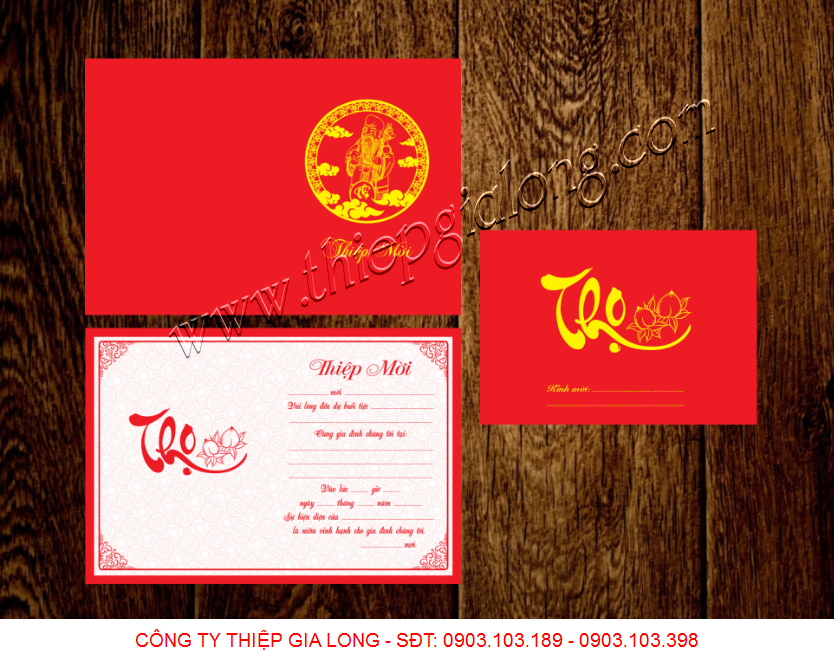 Thiệp Mời
www.thiepgialong.com
Thọ
Kính mời: ........................................
Thiệp Mời
Thọ
.................. mời ........................................
Vui lòng đến dự buổi tiệc ..............................
Cùng gia đình chúng tôi tại:
Vào lúc ........ giờ ........
ngày ........ tháng ........ năm ............
Sự hiện diện của ........................................
là niềm vinh hạnh cho gia đình chúng tôi.
.................. mời.
CÔNG TY THIỆP GIA LONG - SĐT: 0903.103.189 - 0903.103.398